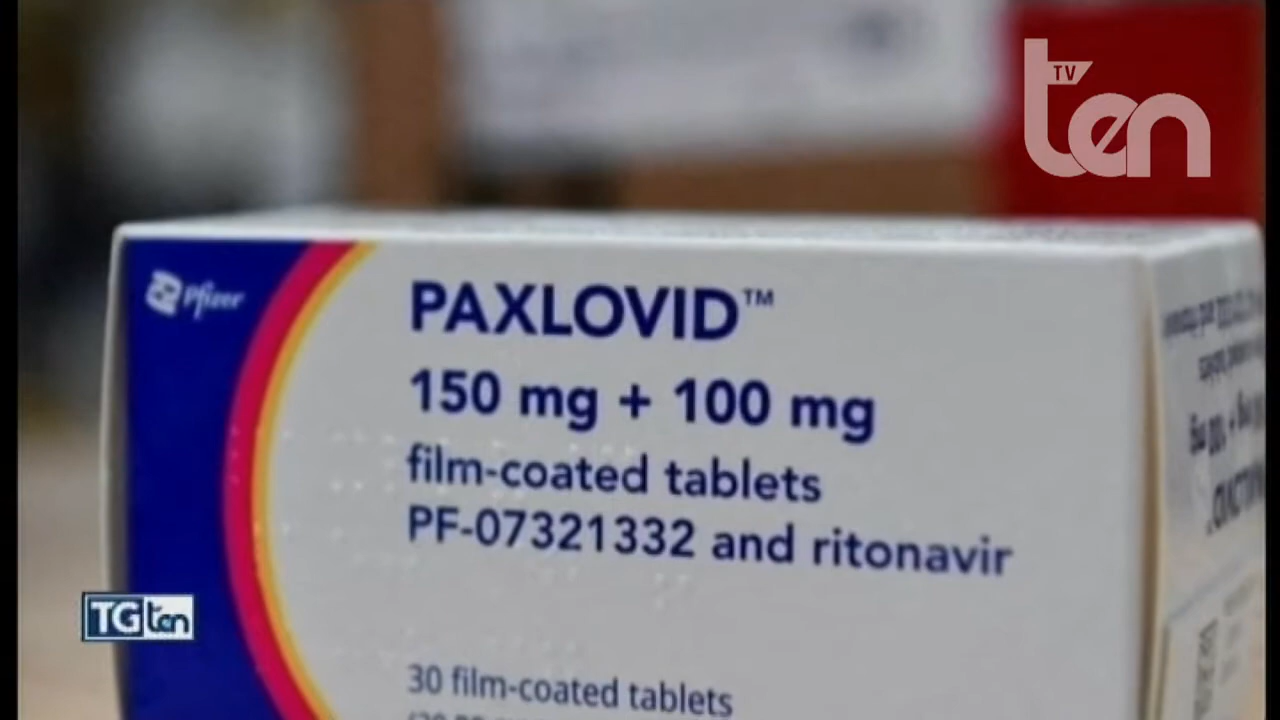 TV
ten
Pfizer
PAXLOVID™
150 mg + 100 mg
film-coated tablets
PF-07321332 and ritonavir
TG ten
30 film-coated tablets